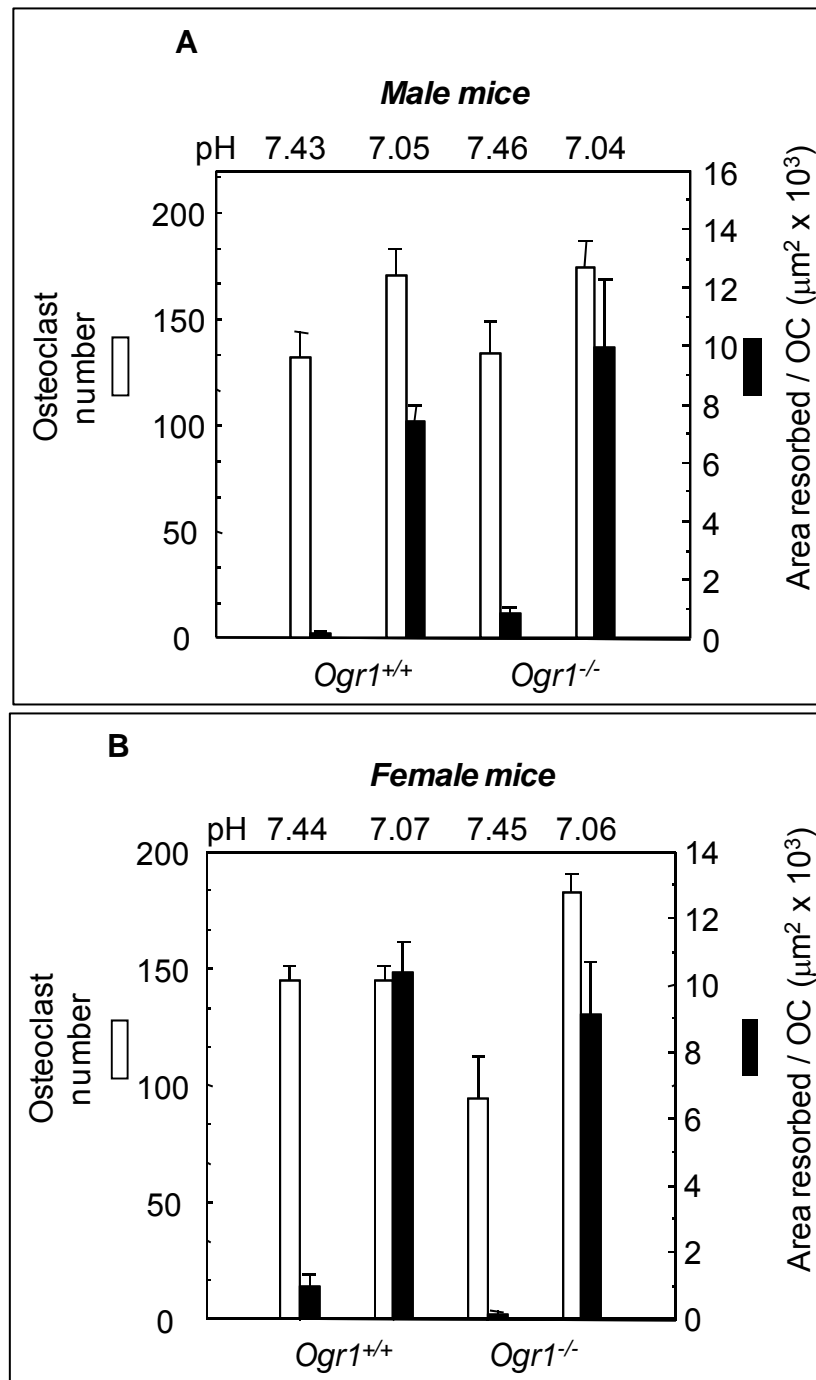 A
Male mice
pH 7.43 7.05 7.46 7.04
200
150
100
50
0
Osteoclast
number
16
14
12
10
8
6
4
2
0
Area resorbed / OC (μm² x 10³)
Ogr1⁺/⁺ Ogr1⁻/⁻
B
Female mice
pH 7.44 7.07 7.45 7.06
200
150
100
50
0
Osteoclast
number
14
12
10
8
6
4
2
0
Area resorbed / OC (μm² x 10³)
Ogr1⁺/⁺ Ogr1⁻/⁻